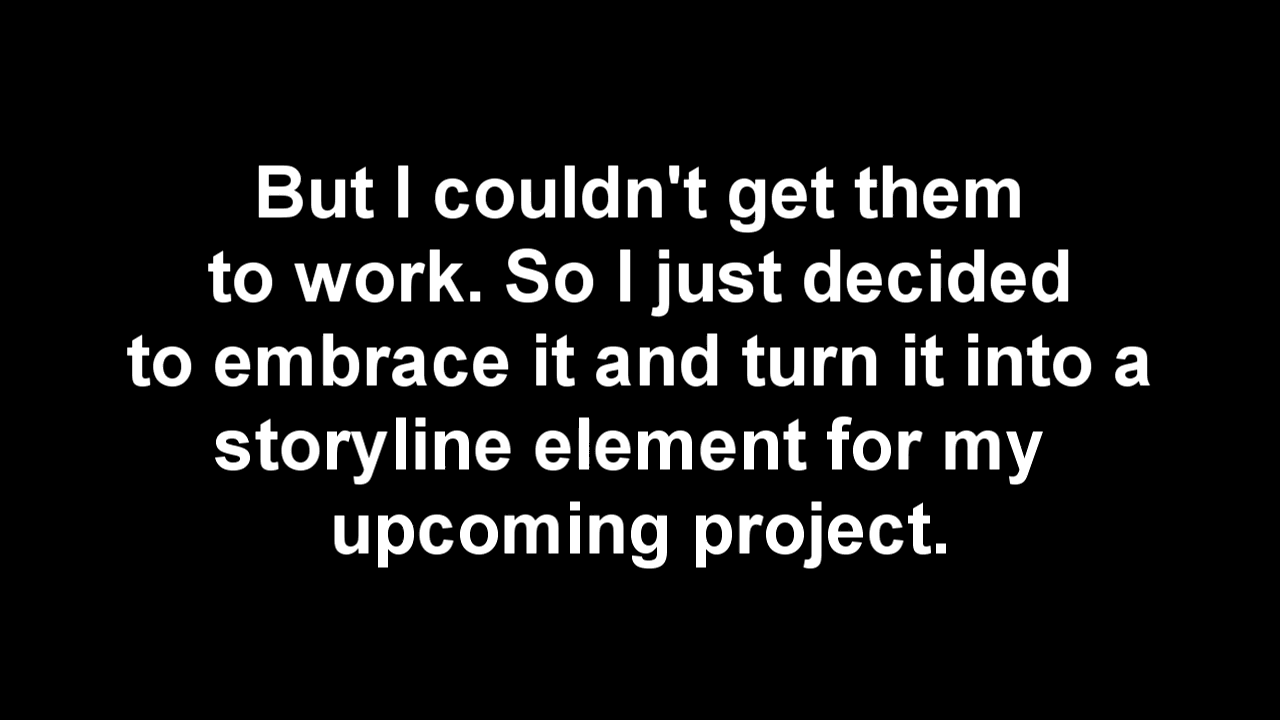 But I couldn't get them
to work. So I just decided
to embrace it and turn it into a
storyline element for my
upcoming project.